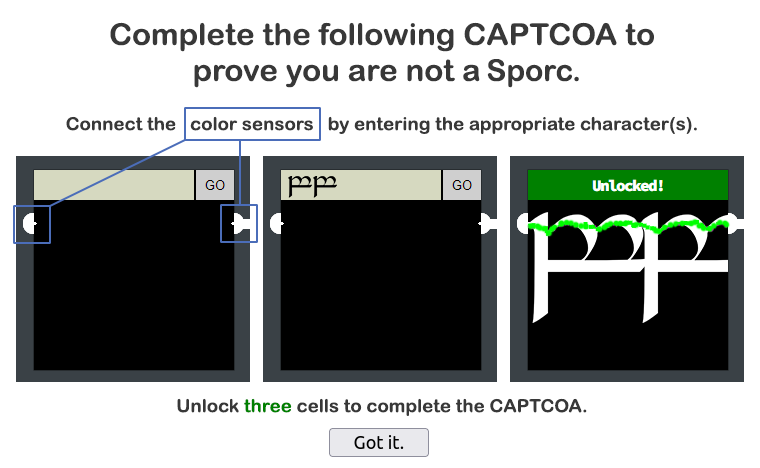 Complete the following CAPTCOA to
prove you are not a Sporc.
Connect the color sensors by entering the appropriate character(s).
GO
GO
Unlocked!
Unlock three cells to complete the CAPTCOA.
Got it.